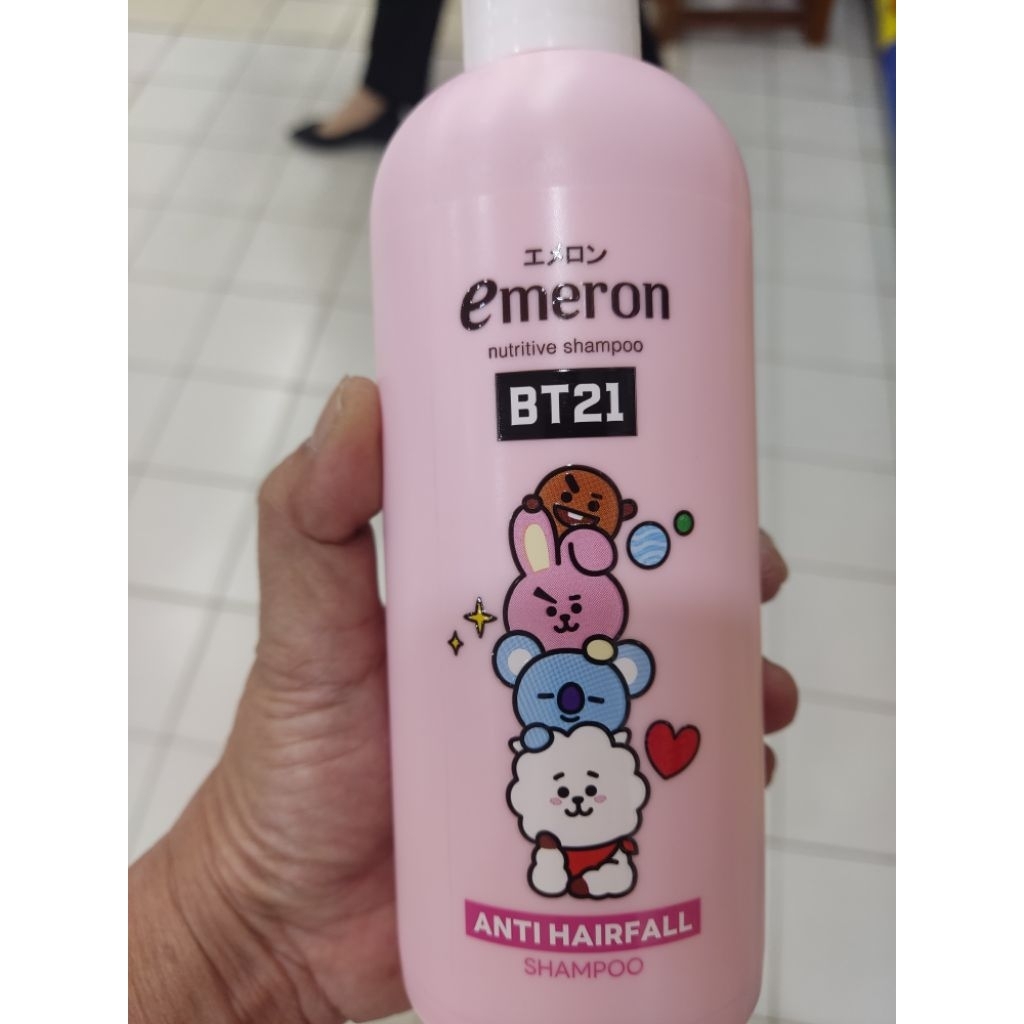 エメロン
emeron
nutritive shampoo
BT21
ANTI HAIRFALL
SHAMPOO